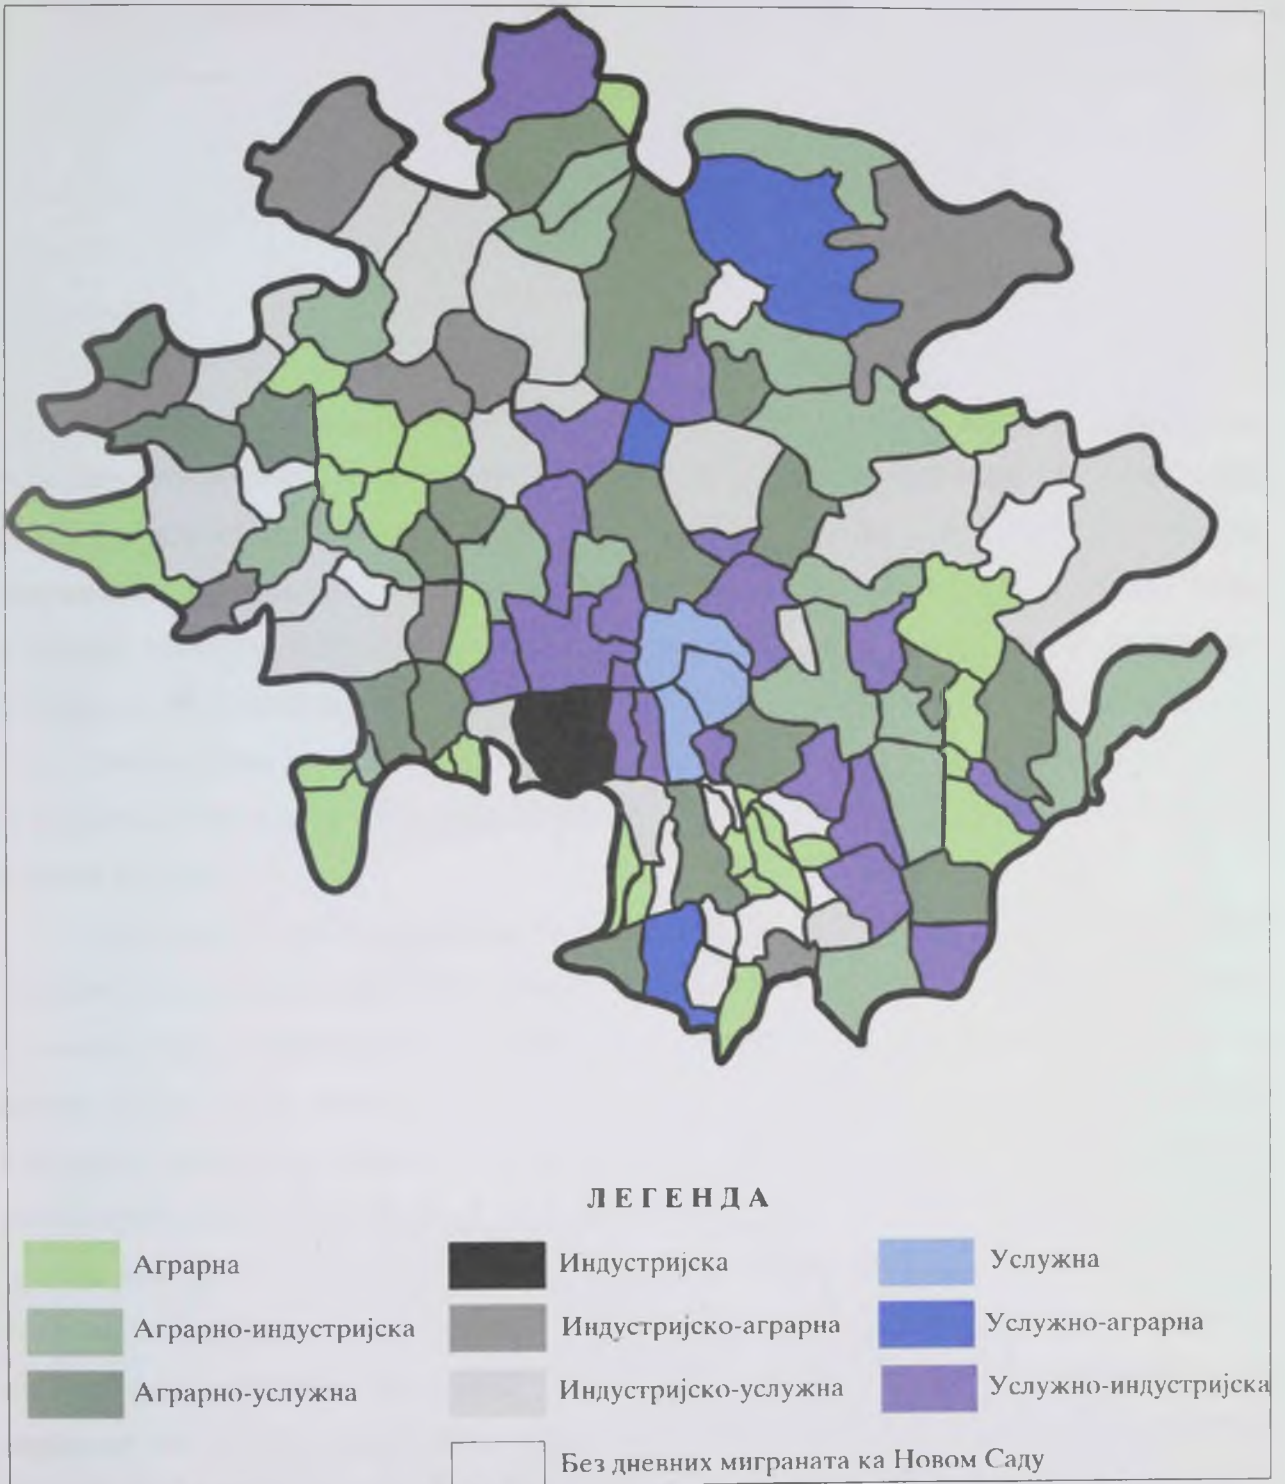 ЛЕГЕНДА
Аграрна
Индустријска
Услужна
Аграрно-индустријска
Индустријско-аграрна
Услужно-аграрна
Аграрно-услужна
Индустријско-услужна
Услужно-индустријска
Без дневних миграната ка Новом Саду